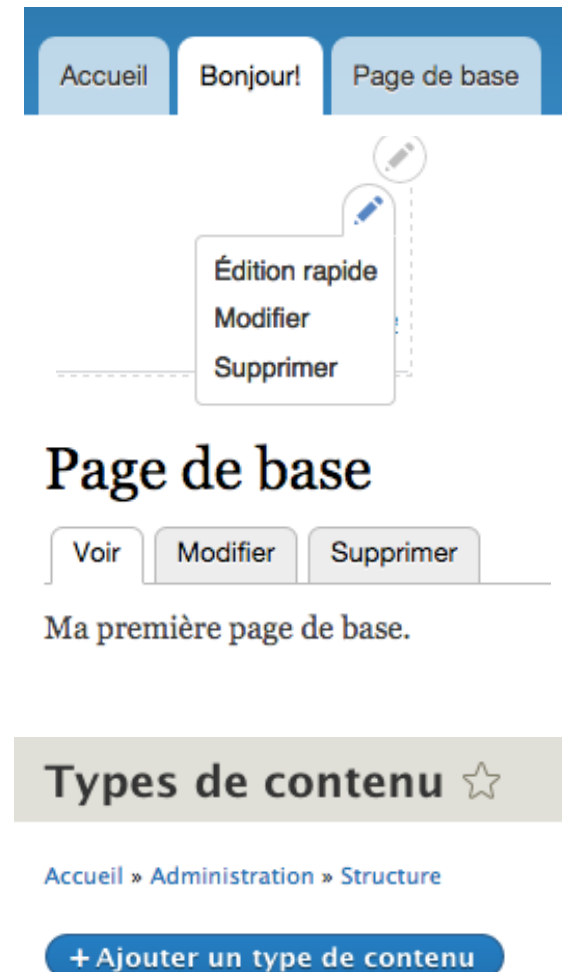 Accueil Bonjour! Page de base
Édition rapide
Modifier
Supprimer
Page de base
Voir Modifier Supprimer
Ma première page de base.
Types de contenu
Accueil » Administration » Structure
+ Ajouter un type de contenu